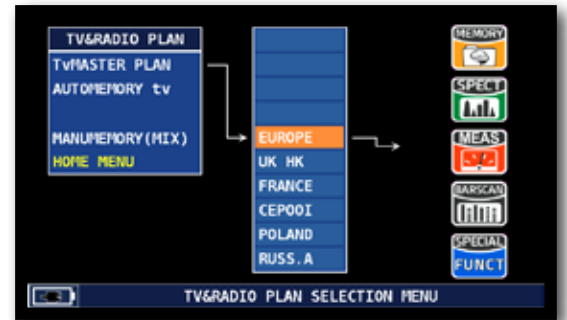 TV&RADIO PLAN
TvMASTER PLAN
AUTOMEMORY tv
MANUMEMORY(MIX)
HOME MENU
EUROPE
UK HK
FRANCE
CEPOOI
POLAND
RUSS.A
MEMORY
SPECT
MEAS
BARSCAN
SPECIAL
FUNCT
TV&RADIO PLAN SELECTION MENU